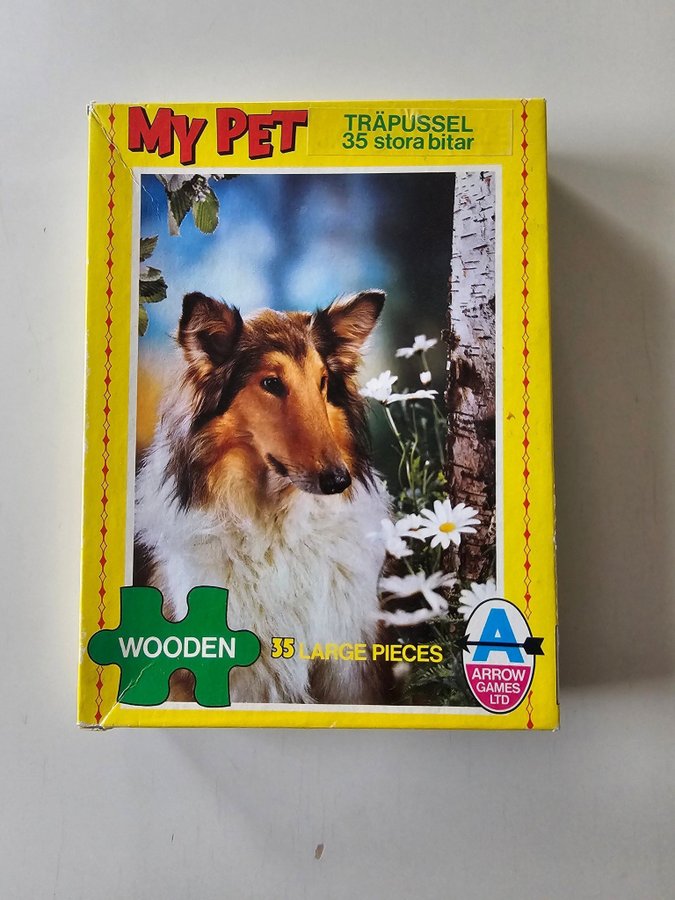 MY PET
TRÄPUSSEL
35 stora bitar
WOODEN
35 LARGE PIECES
A
ARROW
GAMES
LTD